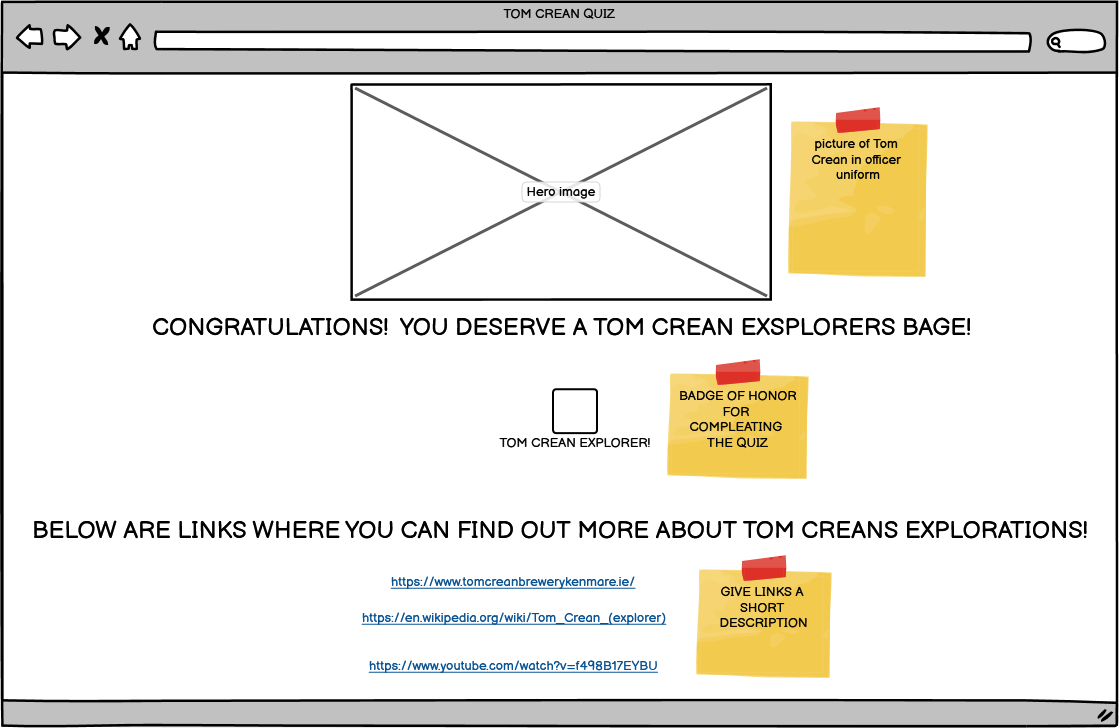 TOM CREAN QUIZ
Hero image
picture of Tom
Crean in officer
uniform
CONGRATULATIONS! YOU DESERVE A TOM CREAN EXSPLORERS BAGE!
TOM CREAN EXPLORER!
BADGE OF HONOR
FOR
COMPLEATING
THE QUIZ
BELOW ARE LINKS WHERE YOU CAN FIND OUT MORE ABOUT TOM CREANS EXPLORATIONS!
https://www.tomcreanbrewerykenmare.ie/
https://en.wikipedia.org/wiki/Tom_Crean_(explorer)
https://www.youtube.com/watch?v=f498B17EYBU
GIVE LINKS A
SHORT
DESCRIPTION